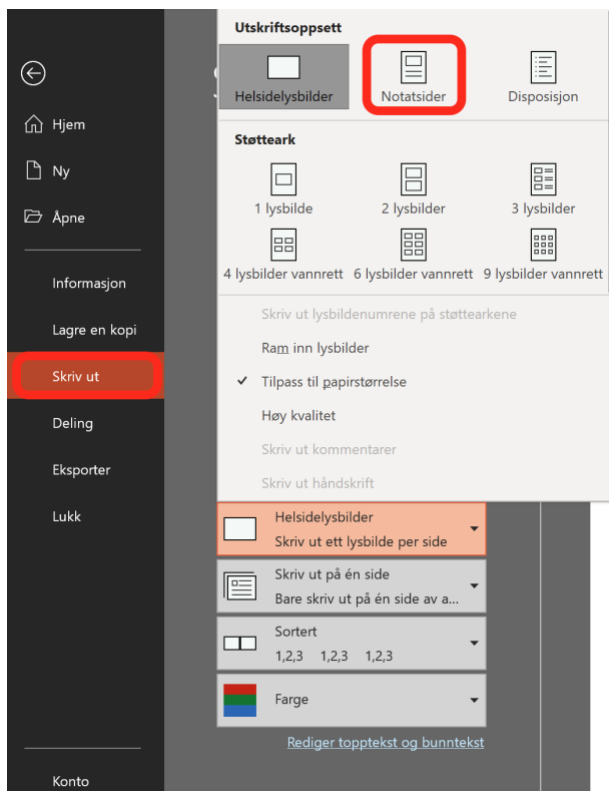 Hjem
Ny
Åpne
Informasjon
Lagre en kopi
Skriv ut
Deling
Eksporter
Lukk
Konto
Utskriftsoppsett
Helsidelysbilder Notatsider Disposisjon
Støtteark
1 lysbilde 2 lysbilder 3 lysbilder
4 lysbilder vannrett 6 lysbilder vannrett 9 lysbilder vannrett
Skriv ut lysbildenumrene på støttearkene
Ram inn lysbilder
Tilpass til papirstørrelse
Høy kvalitet
Skriv ut kommentarer
Skriv ut håndskrift
Helsidelysbilder
Skriv ut ett lysbilde per side
Skriv ut på én side
Bare skriv ut på én side av a...
Sortert
1,2,3 1,2,3 1,2,3
Farge
Rediger topptekst og bunntekst